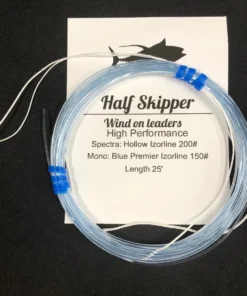 Half Skipper
Wind on leaders
High Performance
Spectra: Hollow Izorline 200#
Mono: Blue Premier Izorline 150#
Length 25'